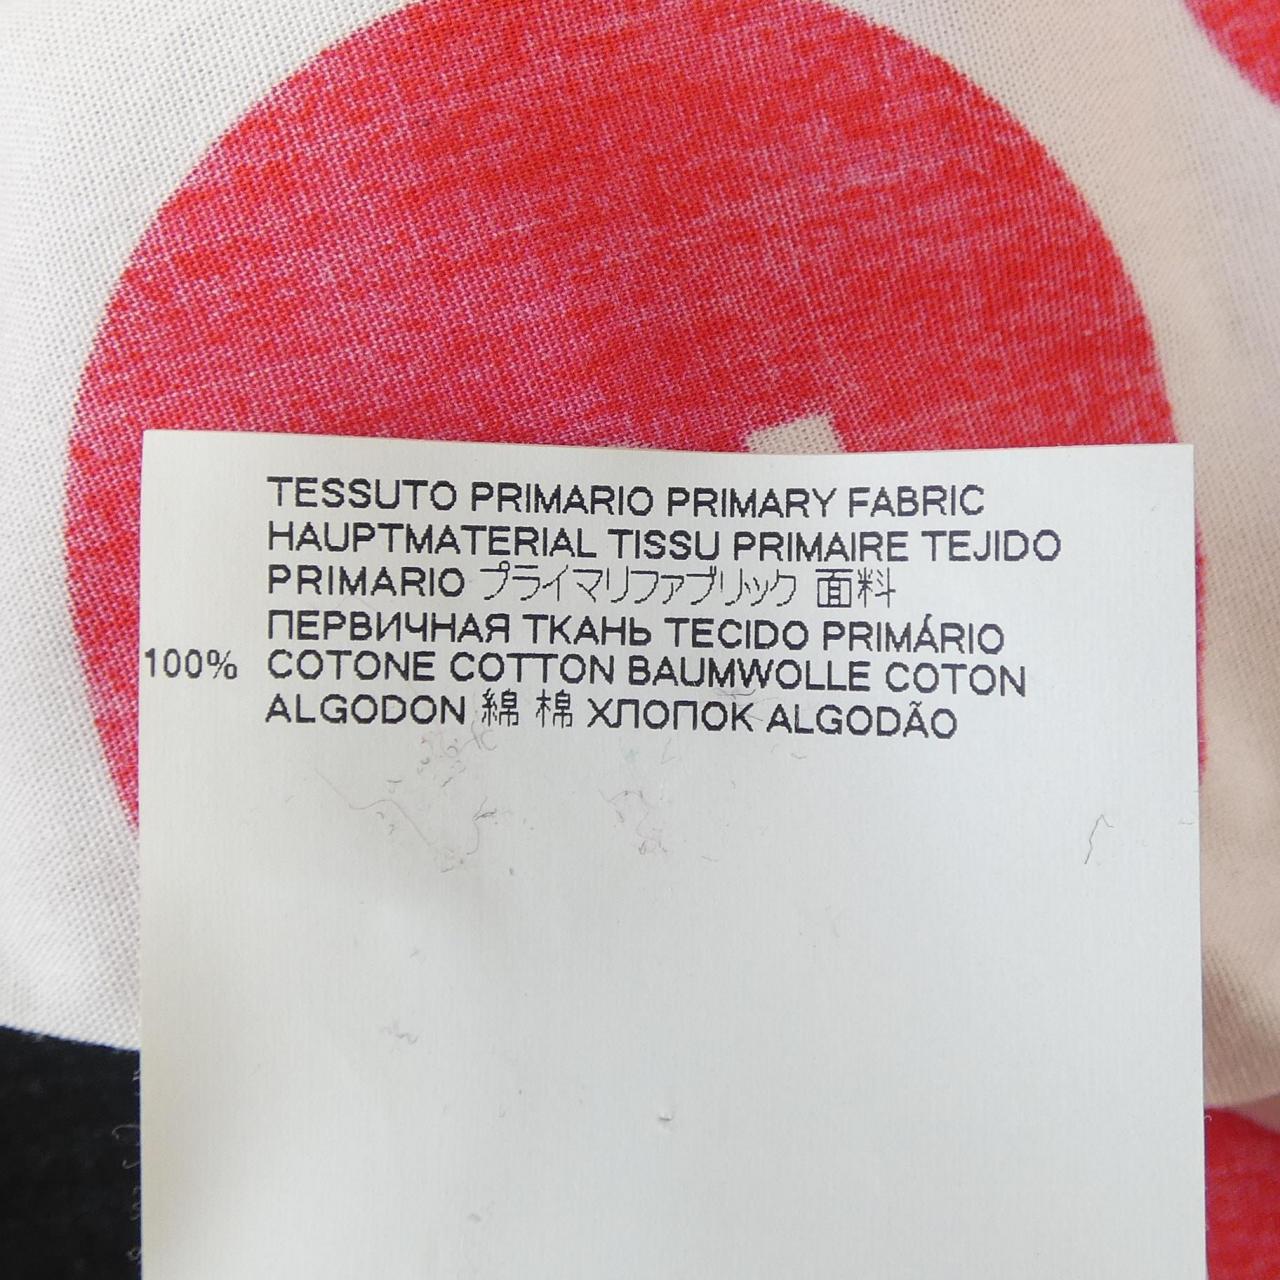 TESSUTO PRIMARIO PRIMARY FABRIC
HAUPTMATERIAL TISSU PRIMAIRE TEJIDO
PRIMARIO プライマリファブリック 面料
ПЕРВИЧНАЯ ТКАНЬ TECIDO PRIMÁRIO
100% COTONE COTTON BAUMWOLLE COTON
ALGODON 綿 棉 ХЛОПОК ALGODÃO